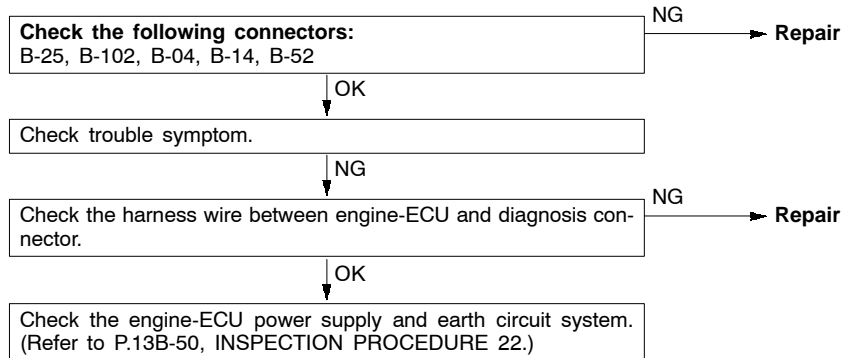 Check the following connectors:
B-25, B-102, B-04, B-14, B-52
NG
Repair
OK
Check trouble symptom.
NG
Check the harness wire between engine-ECU and diagnosis con-
nector.
NG
Repair
OK
Check the engine-ECU power supply and earth circuit system.
(Refer to P.13B-50, INSPECTION PROCEDURE 22.)